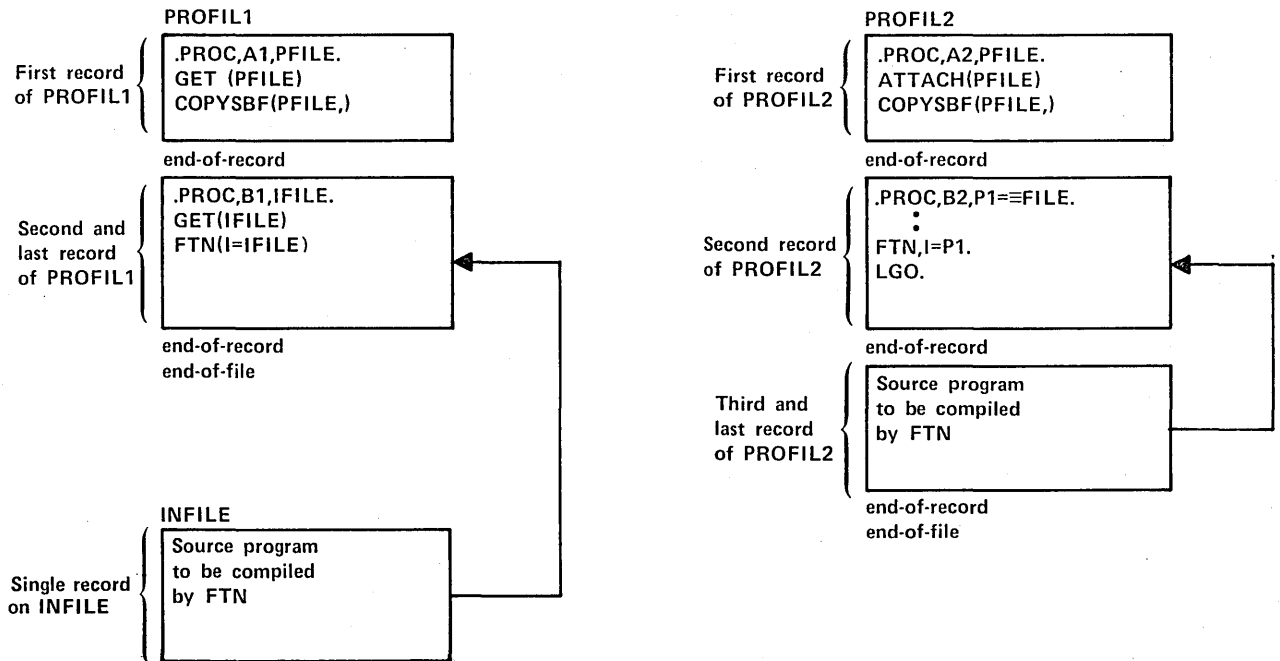 PROFIL1
First record
of PROFIL1
.PROC,A1,PFILE.
GET (PFILE)
COPYSBF(PFILE,)
end-of-record
Second and
last record
of PROFIL1
.PROC,B1,IFILE.
GET(IFILE)
FTN(I=IFILE)
end-of-record
end-of-file
INFILE
Single record
on INFILE
Source program
to be compiled
by FTN
PROFIL2
First record
of PROFIL2
.PROC,A2,PFILE.
ATTACH(PFILE)
COPYSBF(PFILE,)
end-of-record
Second record
of PROFIL2
.PROC,B2,P1=≡FILE.
FTN,I=P1.
LGO.
end-of-record
Third and
last record
of PROFIL2
Source program
to be compiled
by FTN
end-of-record
end-of-file